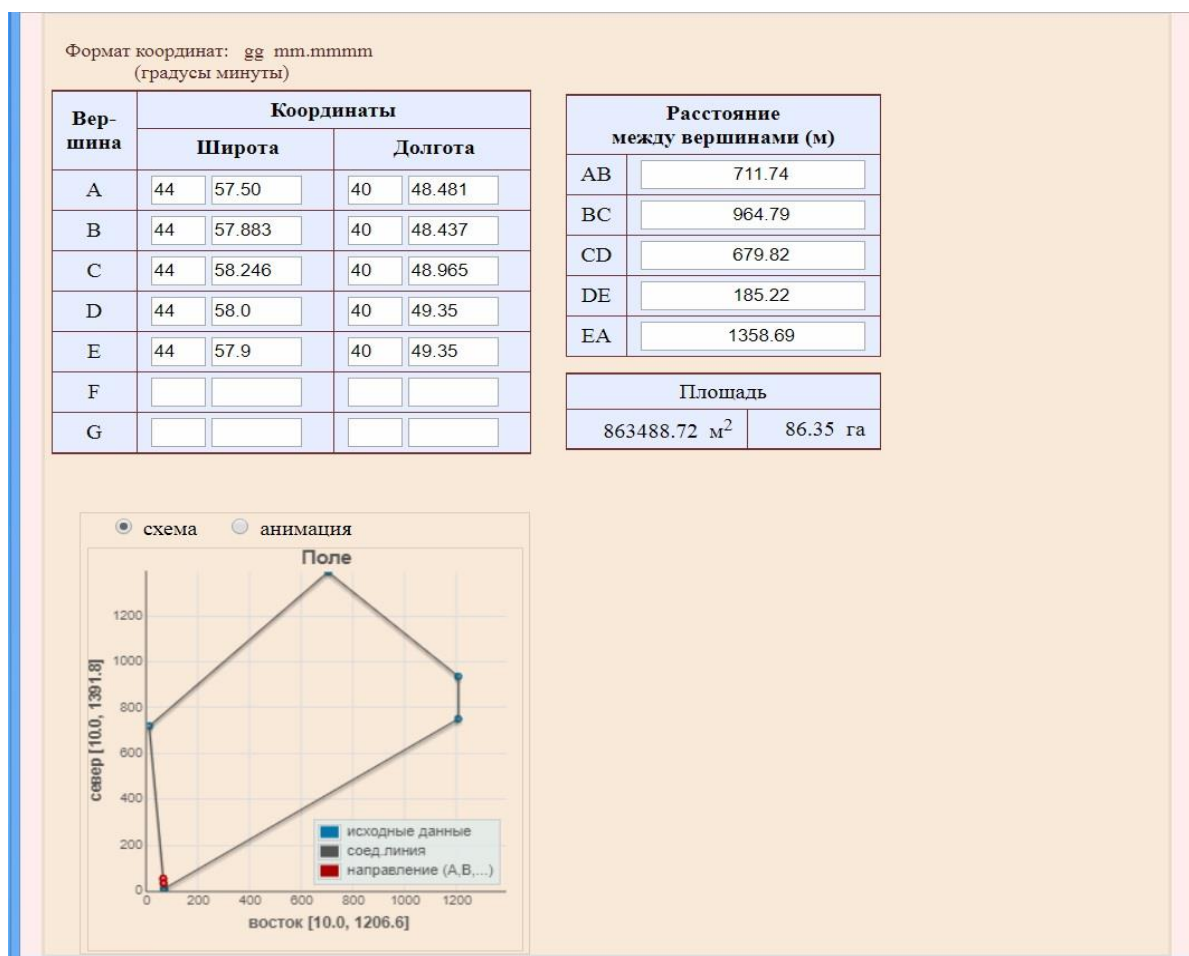 Формат координат: gg mm.mmmm
(градусы минуты)
Вер-
шина
Координаты
Широта Долгота
A 44 57.50 40 48.481
B 44 57.883 40 48.437
C 44 58.246 40 48.965
D 44 58.0 40 49.35
E 44 57.9 40 49.35
F
G
Расстояние
между вершинами (м)
AB 711.74
BC 964.79
CD 679.82
DE 185.22
EA 1358.69
Площадь
863488.72 м2 86.35 га
схема анимация
Поле
север [10.0, 1391.8]
1200
1000
800
600
400
200
0
0 200 400 600 800 1000 1200
исходные данные
соед.линия
направление (A,B,...)
восток [10.0, 1206.6]